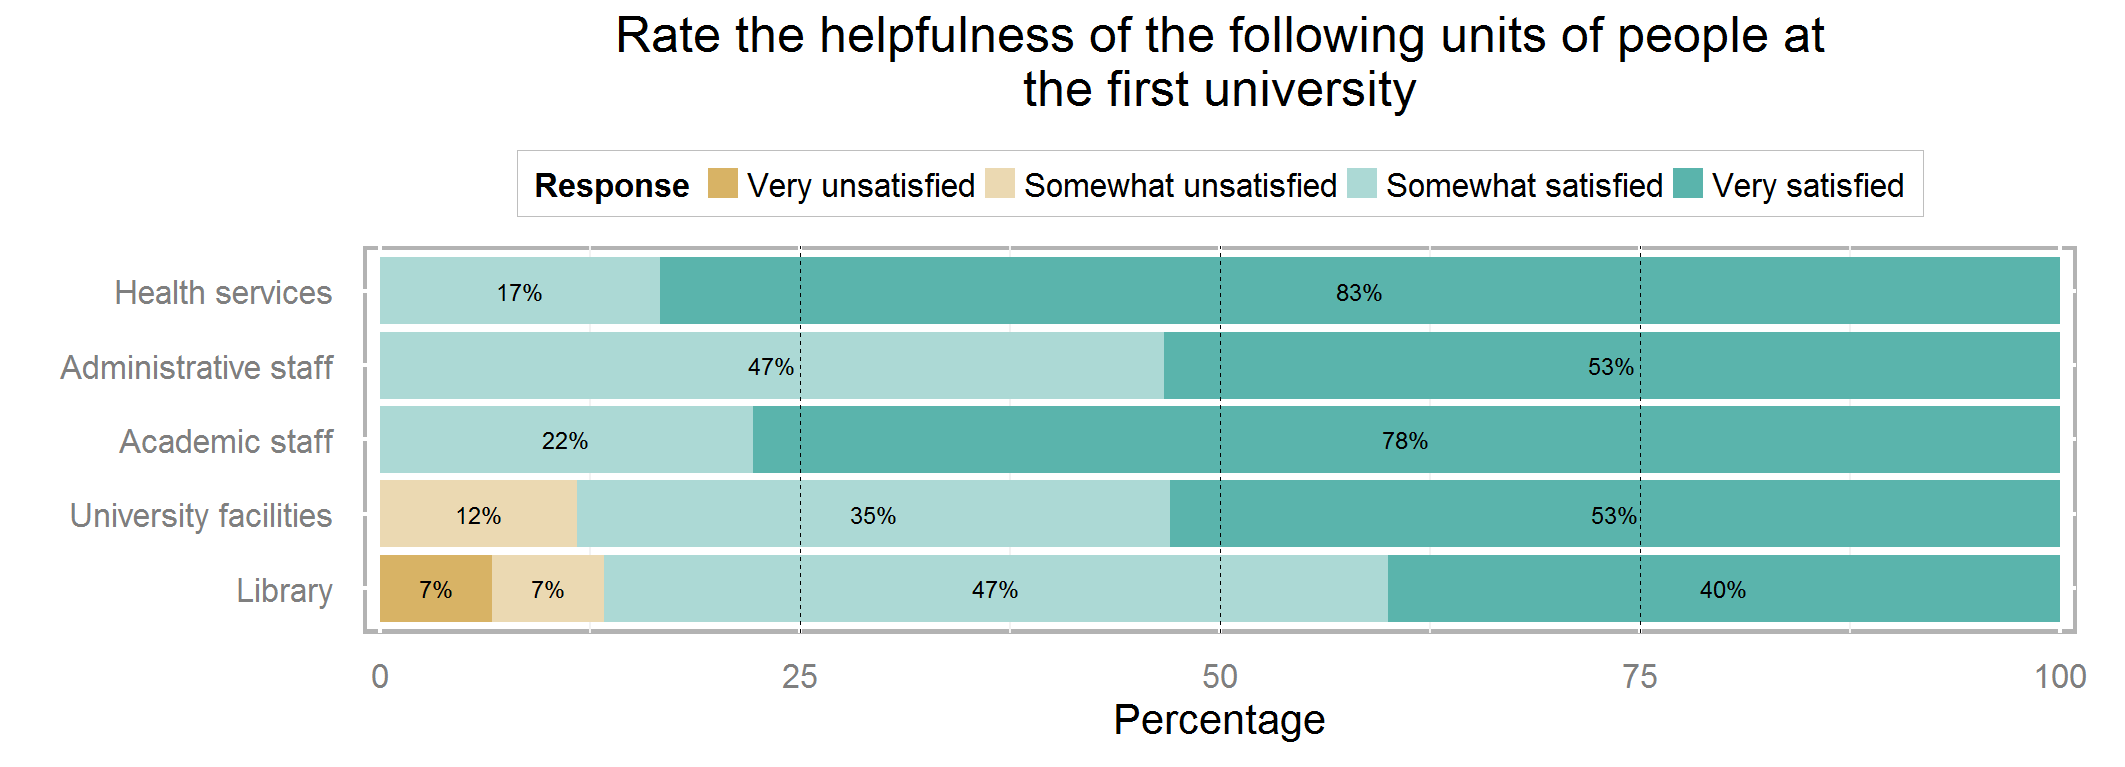 Rate the helpfulness of the following units of people at
the first university
Response Very unsatisfied Somewhat unsatisfied Somewhat satisfied Very satisfied
Health services 17% 83%
Administrative staff 47% 53%
Academic staff 22% 78%
University facilities 12% 35% 53%
Library 7% 7% 47% 40%
0 25 50 75 100
Percentage